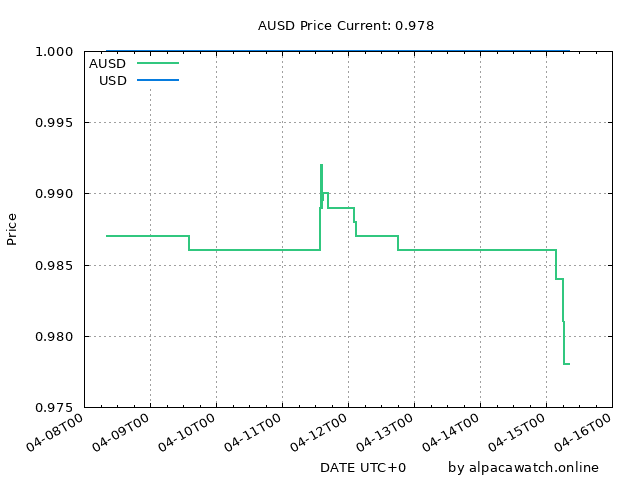 AUSD Price Current: 0.978
1.000
0.995
0.990
0.985
0.980
0.975
Price
AUSD
USD
04-08T00
04-09T00
04-10T00
04-11T00
04-12T00
04-13T00
04-14T00
04-15T00
04-16T00
DATE UTC+0
by alpacawatch.online